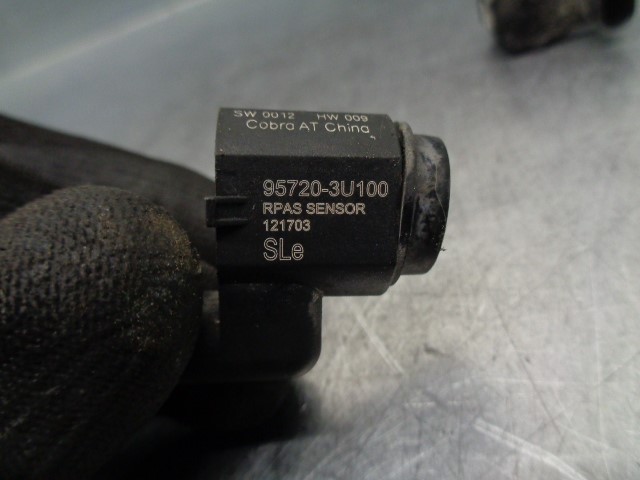 SW 0012 HW 009
Cobra AT China
95720-3U100
RPAS SENSOR
121703
SLe